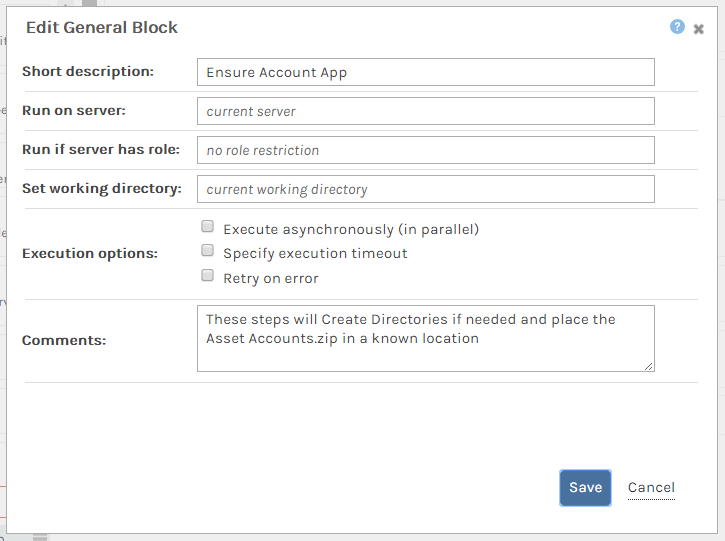 Edit General Block
Short description: Ensure Account App
Run on server: current server
Run if server has role: no role restriction
Set working directory: current working directory
Execution options:
Execute asynchronously (in parallel)
Specify execution timeout
Retry on error
Comments:
These steps will Create Directories if needed and place the
Asset Accounts.zip in a known location
Save Cancel